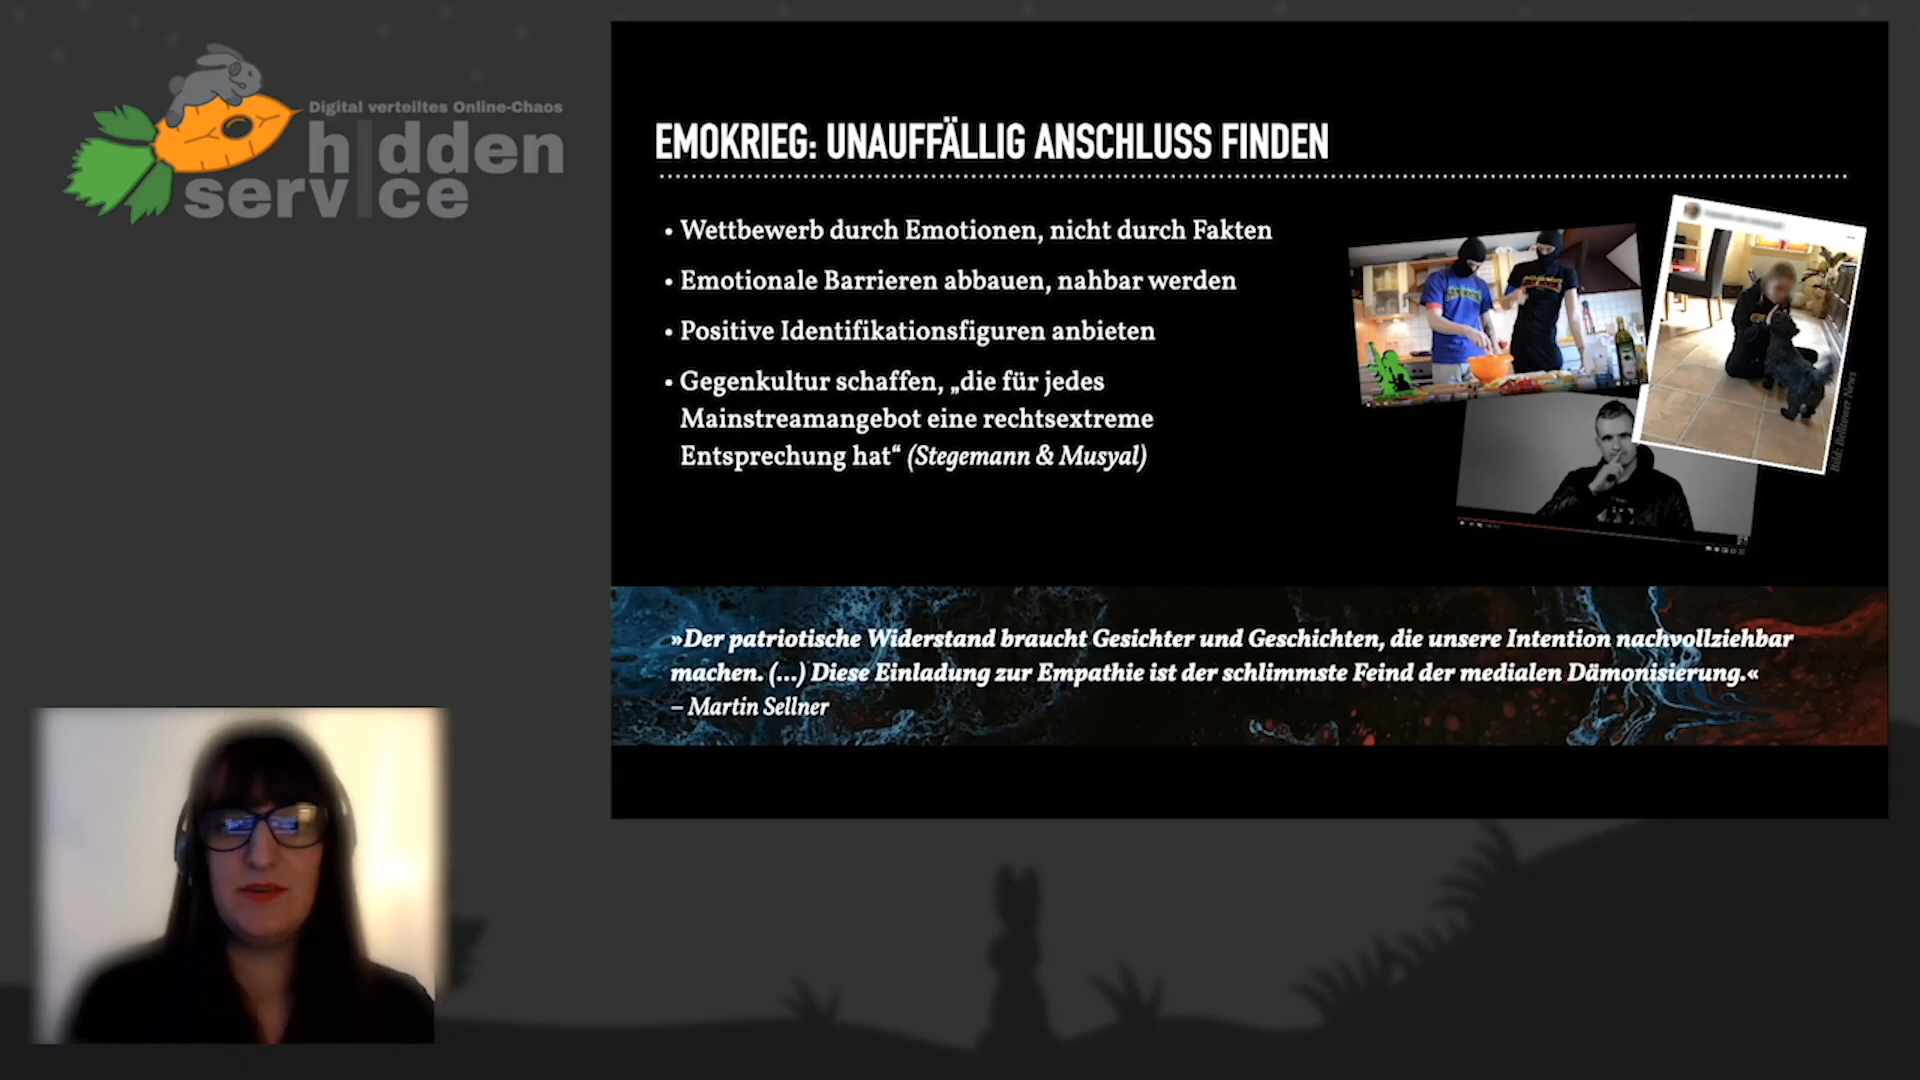 Digital verteiltes Online-Chaos
hidden
service
EMOKRIEG: UNAUFFÄLLIG ANSCHLUSS FINDEN
• Wettbewerb durch Emotionen, nicht durch Fakten
• Emotionale Barrieren abbauen, nahbar werden
• Positive Identifikationsfiguren anbieten
• Gegenkultur schaffen, „die für jedes
Mainstreamangebot eine rechtsextreme
Entsprechung hat“ (Stegemann & Musyal)
Bild: Belltower News
»Der patriotische Widerstand braucht Gesichter und Geschichten, die unsere Intention nachvollziehbar
machen. (...) Diese Einladung zur Empathie ist der schlimmste Feind der medialen Dämonisierung.«
– Martin Sellner